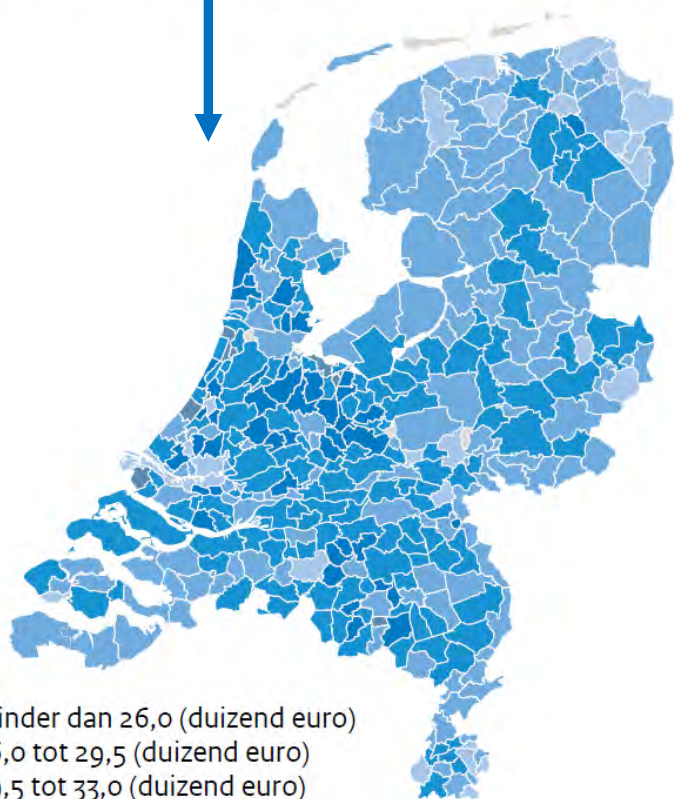 inder dan 26,0 (duizend euro)
,0 tot 29,5 (duizend euro)
,5 tot 33,0 (duizend euro)